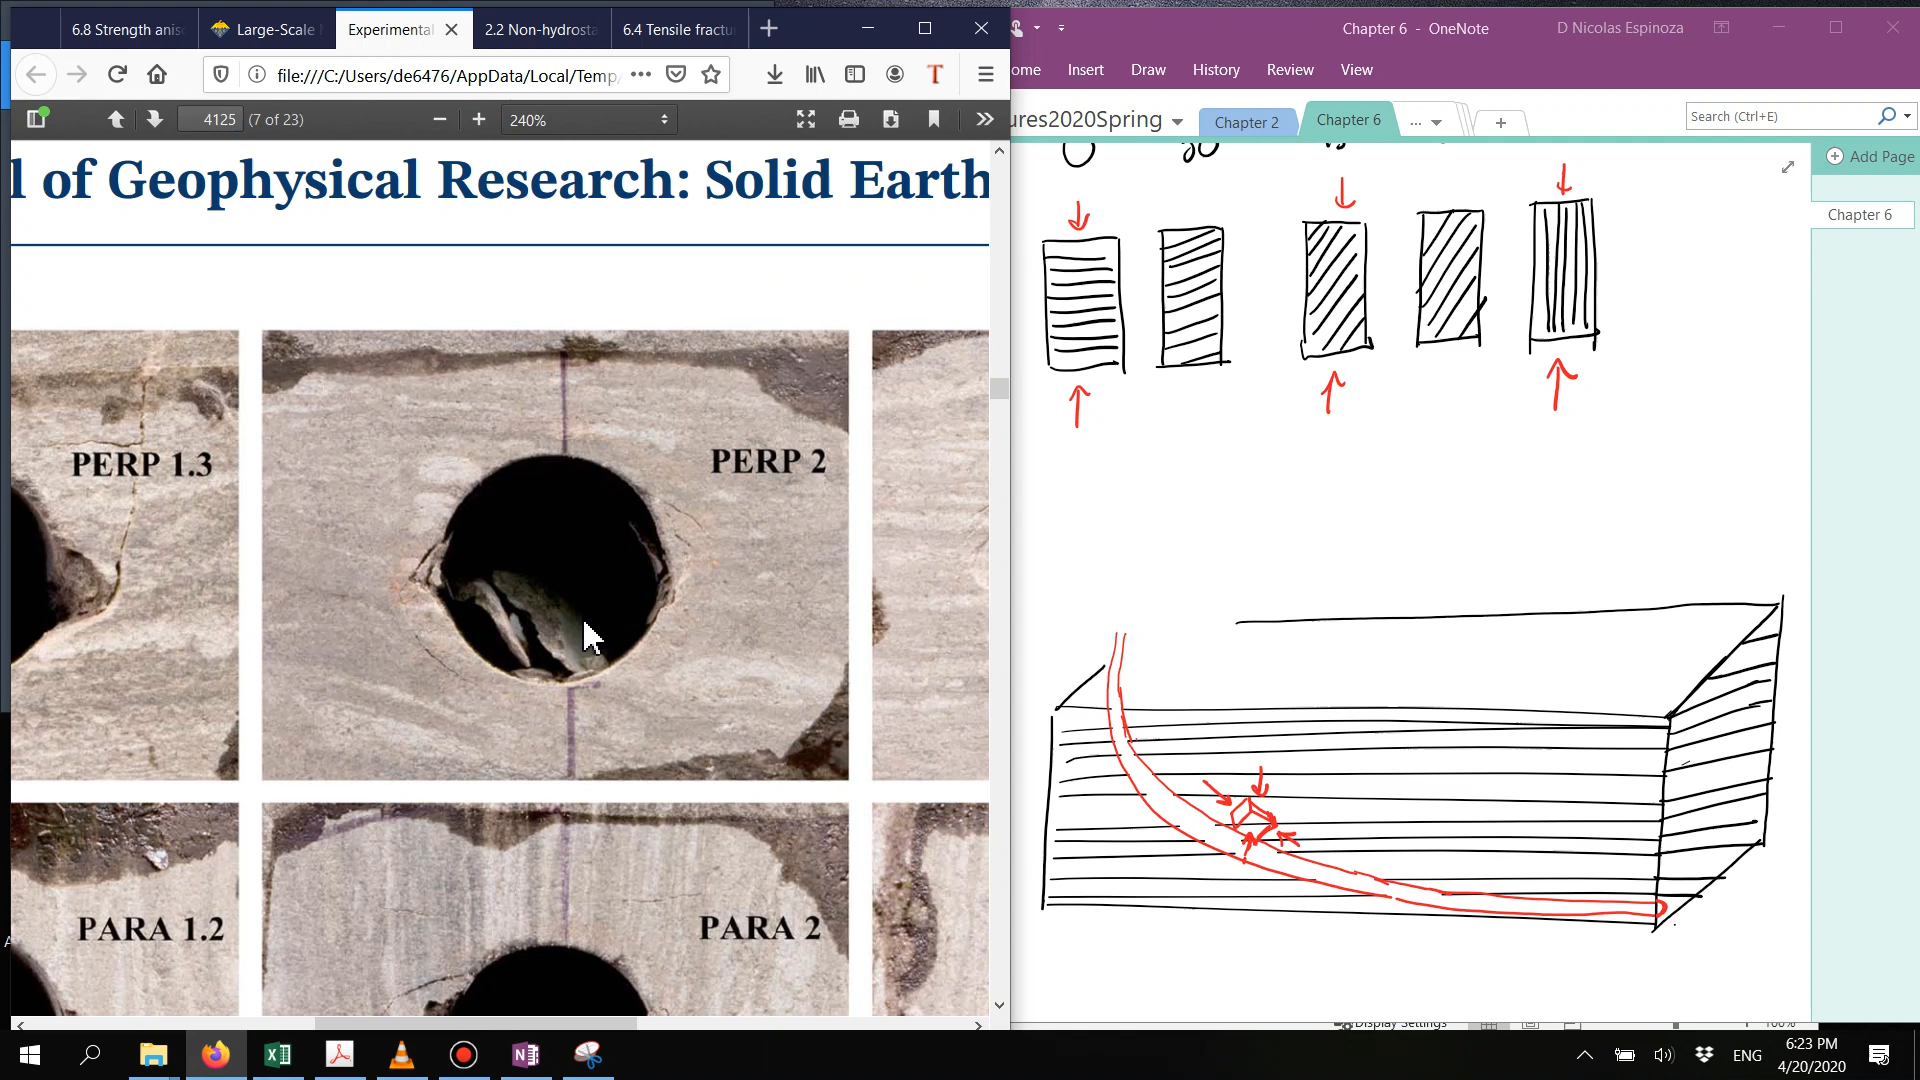 6.8 Strength anis
Large-Scale
Experimental
2.2 Non-hydrosta
6.4 Tensile fractu
Chapter 6 - OneNote
D Nicolas Espinoza
file:///C:/Users/de6476/AppData/Local/Temp/
ome
Insert
Draw
History
Review
View
4125
(7 of 23)
240%
ures2020Spring
Chapter 2
Chapter 6
...
Search (Ctrl+E)
Add Page
Chapter 6
l of Geophysical Research: Solid Earth
PERP 1.3
PERP 2
PARA 1.2
PARA 2
Display Settings
100%
ENG
6:23 PM
4/20/2020